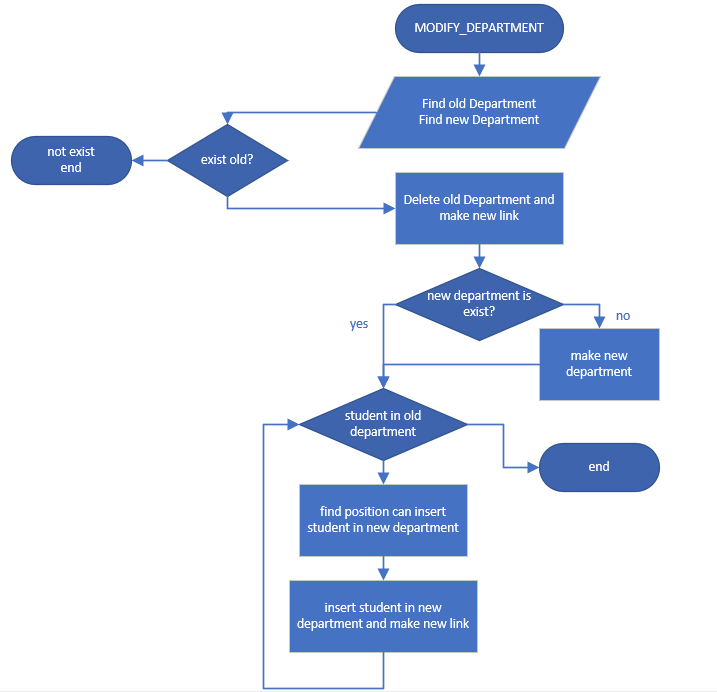 MODIFY_DEPARTMENT
Find old Department
Find new Department
exist old?
not exist
end
Delete old Department and
make new link
new department is
exist?
yes
no
make new
department
student in old
department
end
find position can insert
student in new department
insert student in new
department and make new link